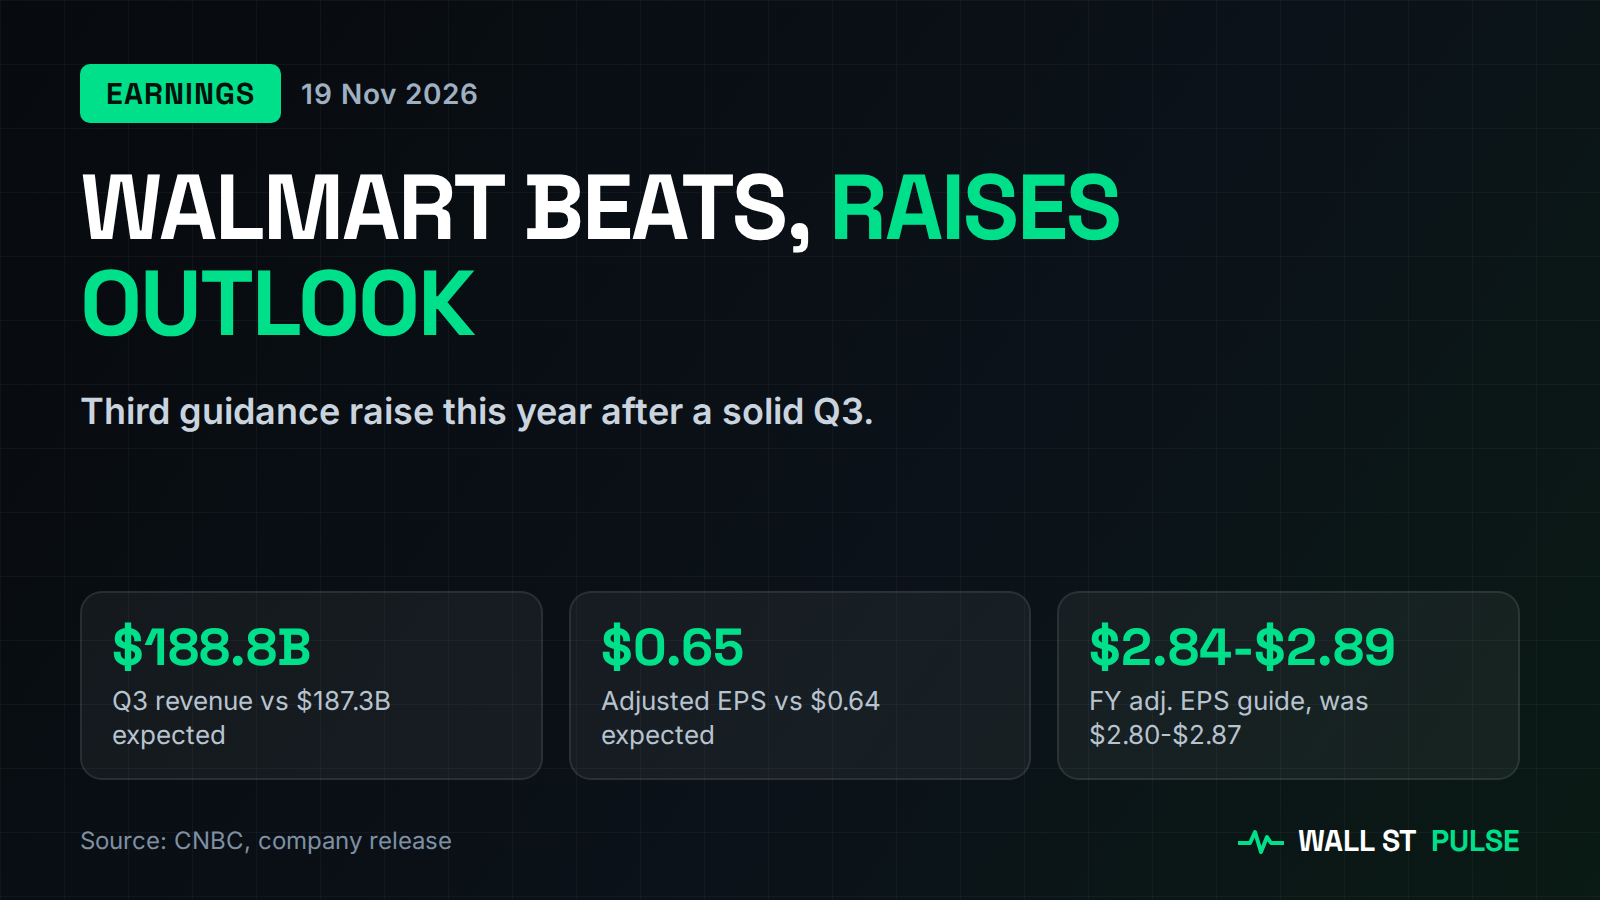 EARNINGS 19 Nov 2026
WALMART BEATS, RAISES
OUTLOOK
Third guidance raise this year after a solid Q3.
$188.8B
Q3 revenue vs $187.3B
expected
$0.65
Adjusted EPS vs $0.64
expected
$2.84-$2.89
FY adj. EPS guide, was
$2.80-$2.87
Source: CNBC, company release
WALL ST PULSE